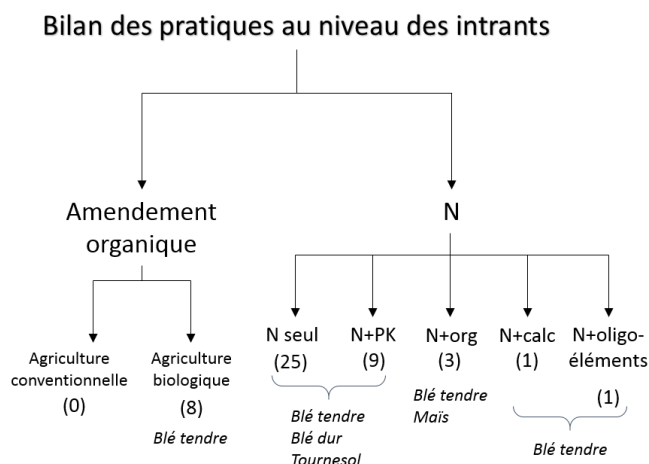 Bilan des pratiques au niveau des intrants
Amendement
organique
N
Agriculture
conventionnelle
(0)
Agriculture
biologique
(8)
Blé tendre
N seul
(25)
N+PK
(9)
Blé tendre
Blé dur
Tournesol
N+org
(3)
Blé tendre
Maïs
N+calc
(1)
N+oligo-
éléments
(1)
Blé tendre